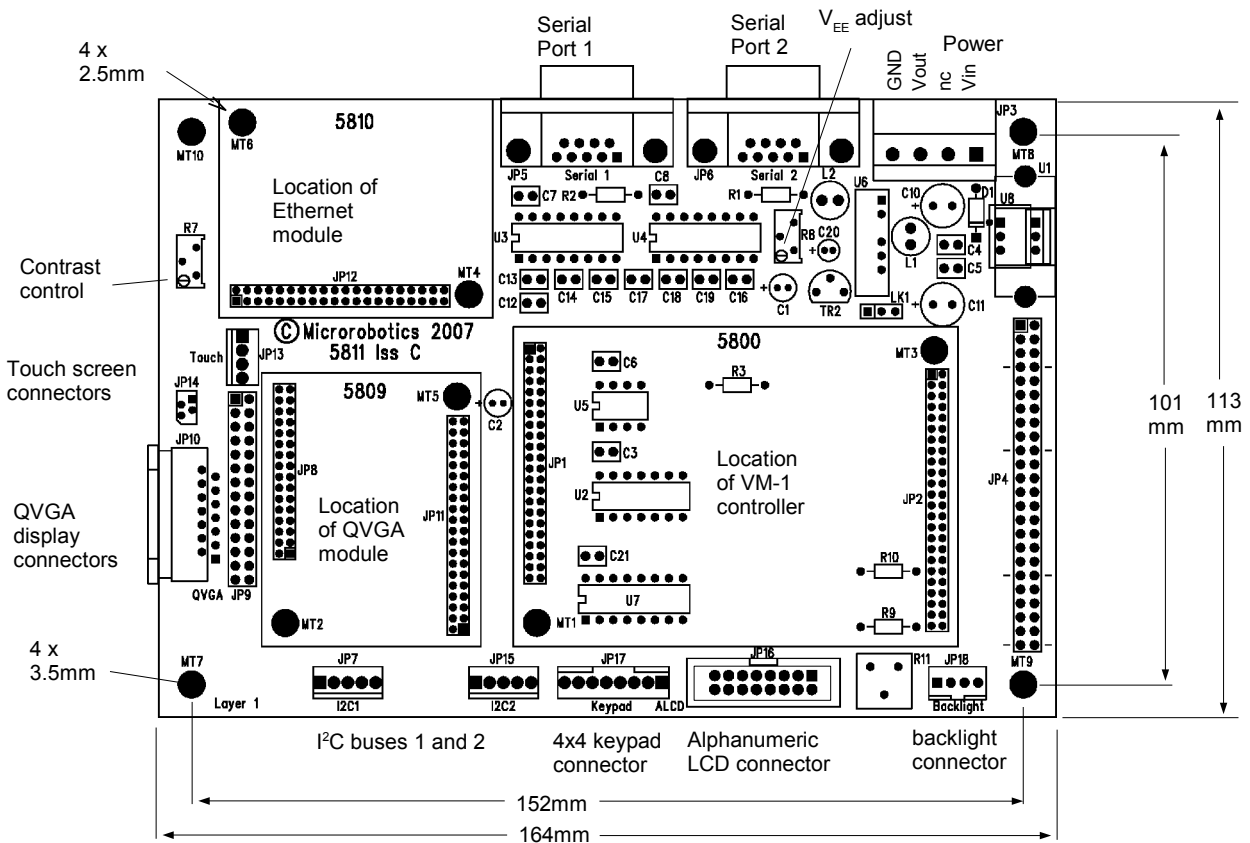 4 x
2.5mm
Serial
Port 1
Serial
Port 2
VEE adjust
Power
GND
Vout
nc
Vin
MT10
MT6
5810
Location of
Ethernet
module
JP5
Serial 1
C8
JP6
Serial 2
L2
JP3
MT8
U1
C7
R2
R1
U6
C10
D1
U8
R7
U3
U4
R8
C20
L1
C4
C5
Contrast
control
JP12
MT4
C13
C12
C14
C15
C17
C18
C19
C16
C1
TR2
LK1
C11
© Microrobotics 2007
5811 Iss C
5800
MT3
Touch
JP13
Touch screen
connectors
JP14
5809
MT5
C2
C6
R3
U5
101
mm
113
mm
JP10
JP8
JP1
C3
Location
of VM-1
controller
JP4
QVGA
display
connectors
Location
of QVGA
module
JP11
U2
JP2
C21
R10
QVGA
JP9
MT2
MT1
U7
R9
4 x
3.5mm
MT7
JP7
JP15
JP17
JP16
R11
JP18
MT9
Layer 1
I2C1
I2C2
Keypad
ALCD
Backlight
I²C buses 1 and 2
4x4 keypad
connector
Alphanumeric
LCD connector
backlight
connector
152mm
164mm